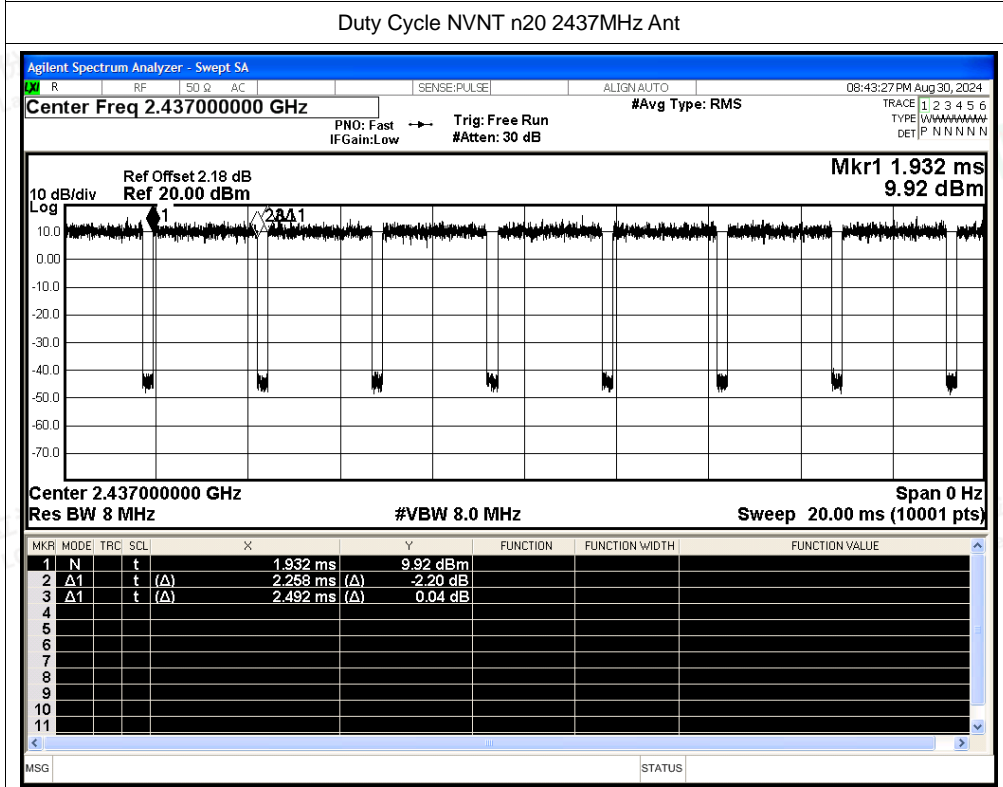 Duty Cycle NVNT n20 2437MHz Ant
Agilent Spectrum Analyzer - Swept SA
LXI R RF 50 Ω AC SENSE:PULSE ALIGN AUTO 08:43:27 PM Aug 30, 2024
Center Freq 2.437000000 GHz #Avg Type: RMS TRACE 1 2 3 4 5 6
PNO: Fast Trig: Free Run TYPE WWWWWW
IFGain:Low #Atten: 30 dB DET P N N N N N
Mkr1 1.932 ms
Ref Offset 2.18 dB
10 dB/div Ref 20.00 dBm 9.92 dBm
Log
1
3Δ1
10.0
0.00
-10.0
-20.0
-30.0
-40.0
-50.0
-60.0
-70.0
Center 2.437000000 GHz Span 0 Hz
Res BW 8 MHz #VBW 8.0 MHz Sweep 20.00 ms (10001 pts)
MKR MODE TRC SCL X Y FUNCTION FUNCTION WIDTH FUNCTION VALUE
1 N t 1.932 ms 9.92 dBm
2 Δ1 t (Δ) 2.258 ms (Δ) -2.20 dB
3 Δ1 t (Δ) 2.492 ms (Δ) 0.04 dB
4
5
6
7
8
9
10
11
MSG STATUS